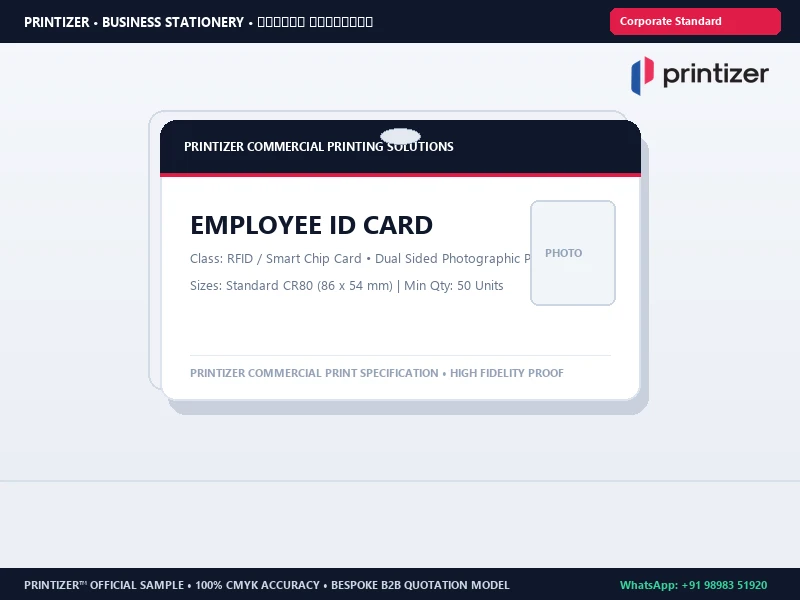 PRINTIZER • BUSINESS STATIONERY •
Corporate Standard
printizer
PRINTIZER COMMERCIAL PRINTING SOLUTIONS
EMPLOYEE ID CARD
Class: RFID / Smart Chip Card • Dual Sided Photographic P
PHOTO
Sizes: Standard CR80 (86 x 54 mm) | Min Qty: 50 Units
PRINTIZER COMMERCIAL PRINT SPECIFICATION • HIGH FIDELITY PROOF
PRINTIZER™ OFFICIAL SAMPLE • 100% CMYK ACCURACY • BESPOKE B2B QUOTATION MODEL
WhatsApp: +91 98983 51920